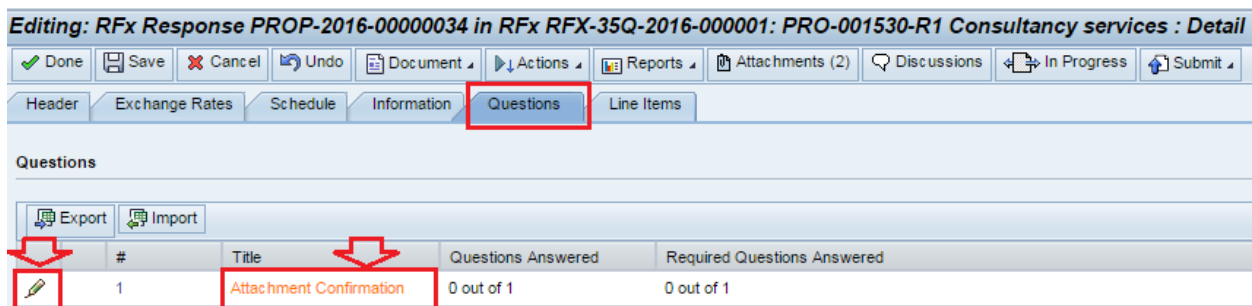 Editing: RFx Response PROP-2016-00000034 in RFx RFX-35Q-2016-000001: PRO-001530-R1 Consultancy services : Detail
Done Save Cancel Undo Document Actions Reports Attachments (2) Discussions In Progress Submit
Header Exchange Rates Schedule Information Questions Line Items
Questions
Export Import
# Title Questions Answered Required Questions Answered
1 Attachment Confirmation 0 out of 1 0 out of 1